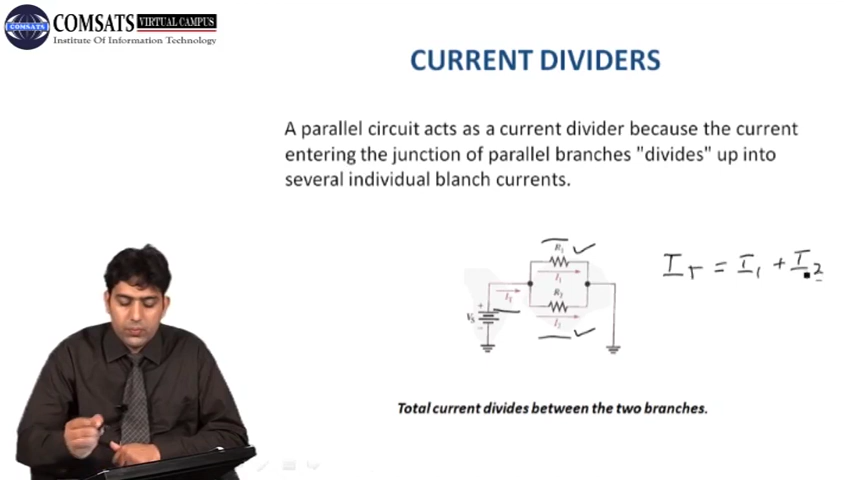 COMSATS VIRTUAL CAMPUS
COMSATS
Institute Of Information Technology
CURRENT DIVIDERS
A parallel circuit acts as a current divider because the current
entering the junction of parallel branches "divides" up into
several individual blanch currents.
R1
I1
IT = I1 + I2
R2
VS
+
I2
Total current divides between the two branches.